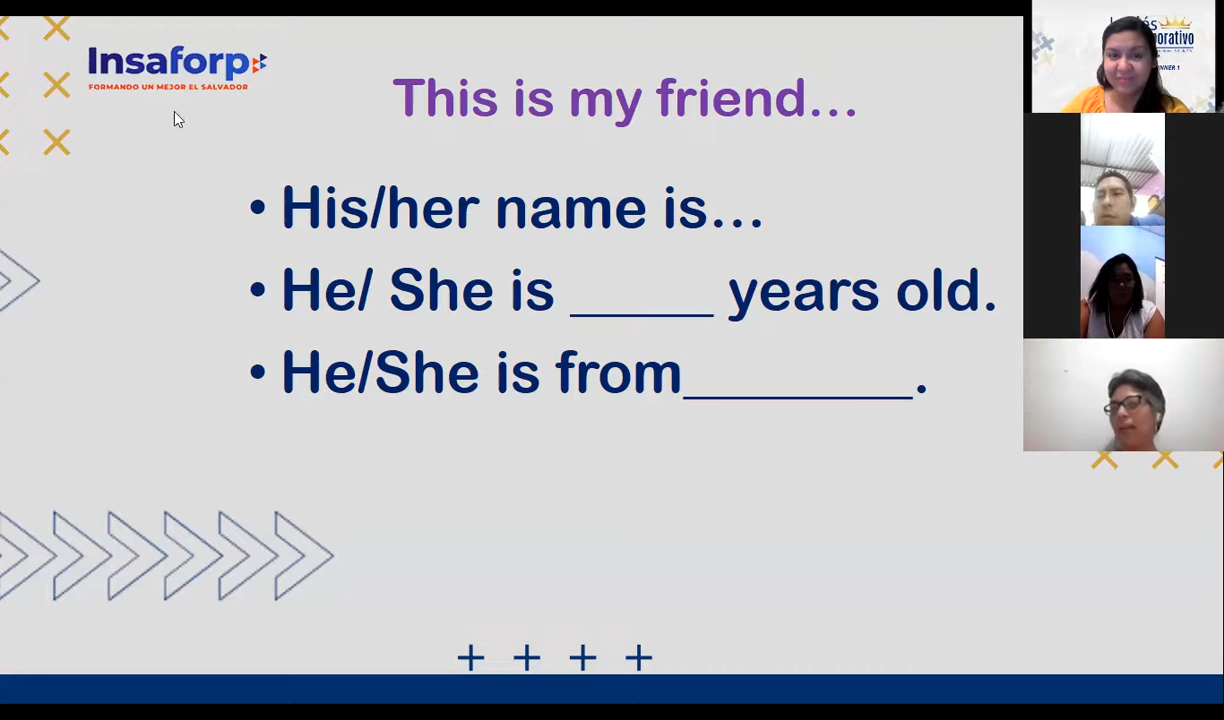 Insaforp
FORMANDO UN MEJOR EL SALVADOR
This is my friend...
• His/her name is...
• He/ She is _____ years old.
• He/She is from________.